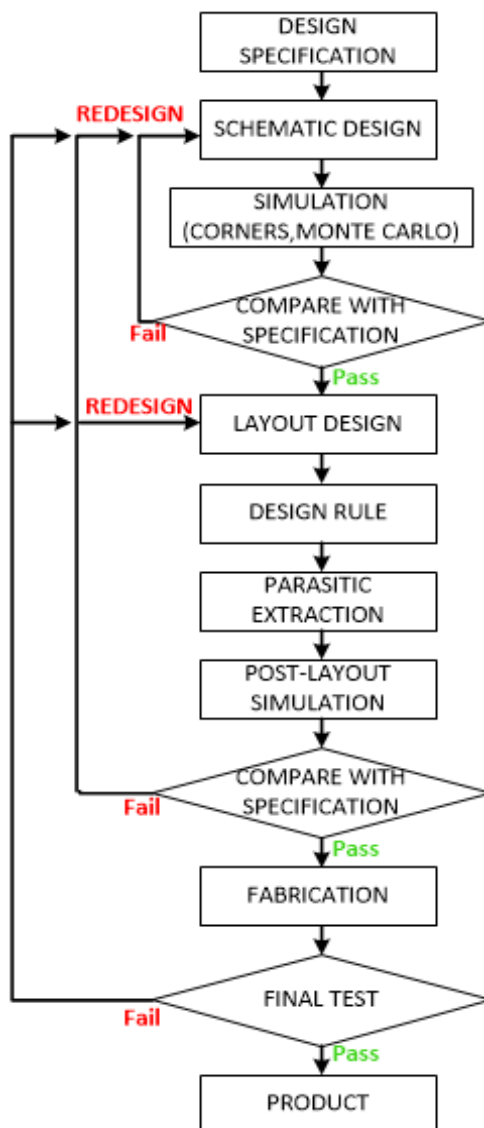 DESIGN
SPECIFICATION
REDESIGN
SCHEMATIC DESIGN
SIMULATION
(CORNERS,MONTE CARLO)
COMPARE WITH
SPECIFICATION
Fail
Pass
REDESIGN
LAYOUT DESIGN
DESIGN RULE
PARASITIC
EXTRACTION
POST-LAYOUT
SIMULATION
COMPARE WITH
SPECIFICATION
Fail
Pass
FABRICATION
FINAL TEST
Fail
Pass
PRODUCT